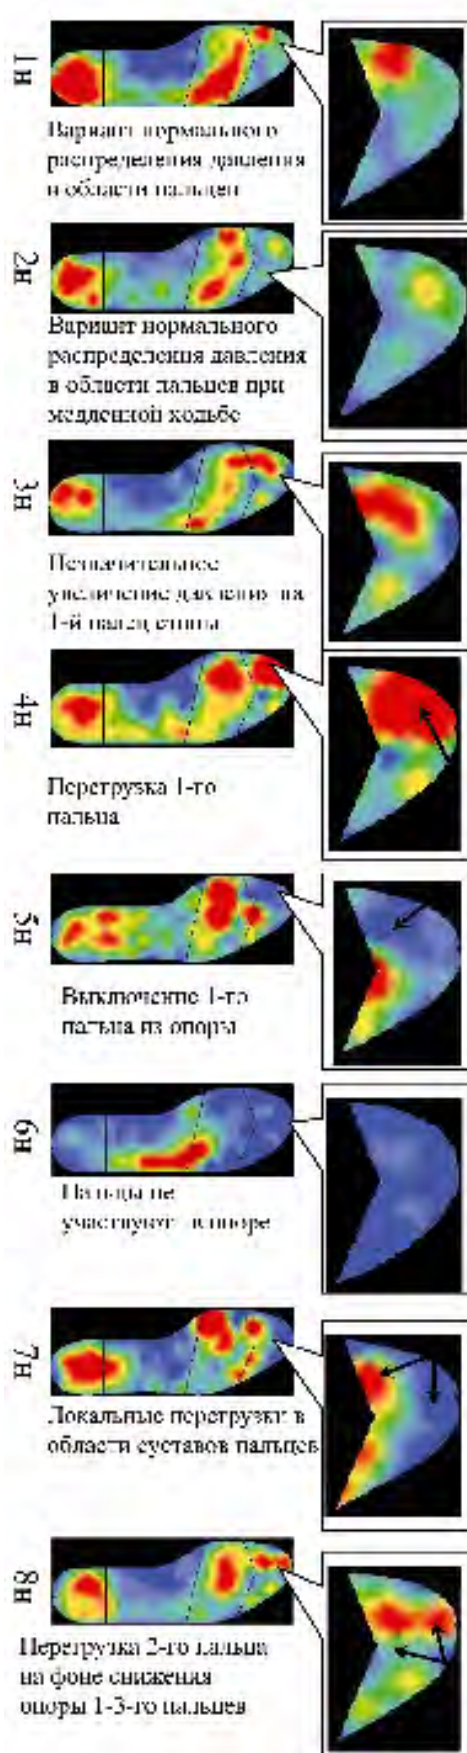 1н
Вариант нормального
распределения давления
в области пальцев
2н
Вариант нормального
распределения давления
в области пальцев при
медленной ходьбе
3н
Незначительное
увеличение давления на
1-й палец стопы
4н
Перегрузка 1-го
пальца
5н
Выключение 1-го
пальца из опоры
6н
Пальцы не
участвуют в опоре
7н
Локальные перегрузки в
области суставов пальцев
8н
Перегрузка 2-го пальца
на фоне снижения
опоры 1-3-го пальцев